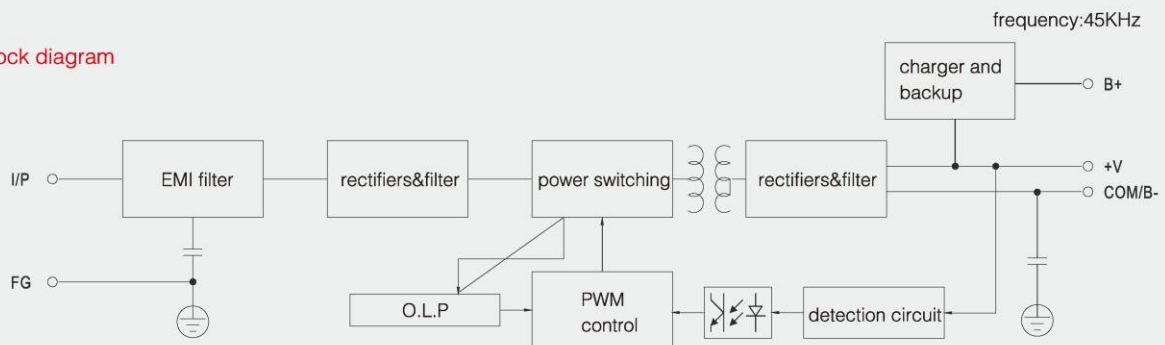 frequency:45KHz
diagram
charger and
backup
B+
I/P
EMI filter
rectifiers&filter
power switching
rectifiers&filter
+V
COM/B-
FG
O.L.P
PWM
control
detection circuit